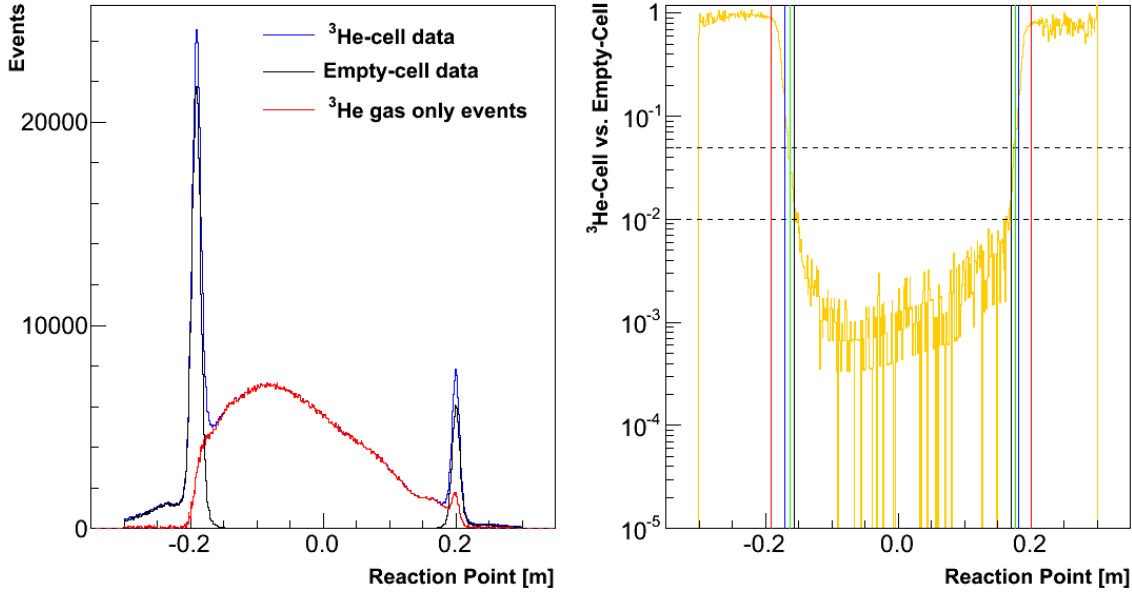 Events
20000
10000
0
-0.2
0.0
0.2
Reaction Point [m]
³He-cell data
Empty-cell data
³He gas only events
³He-Cell vs. Empty-Cell
1
10⁻¹
10⁻²
10⁻³
10⁻⁴
10⁻⁵
-0.2
0.0
0.2
Reaction Point [m]